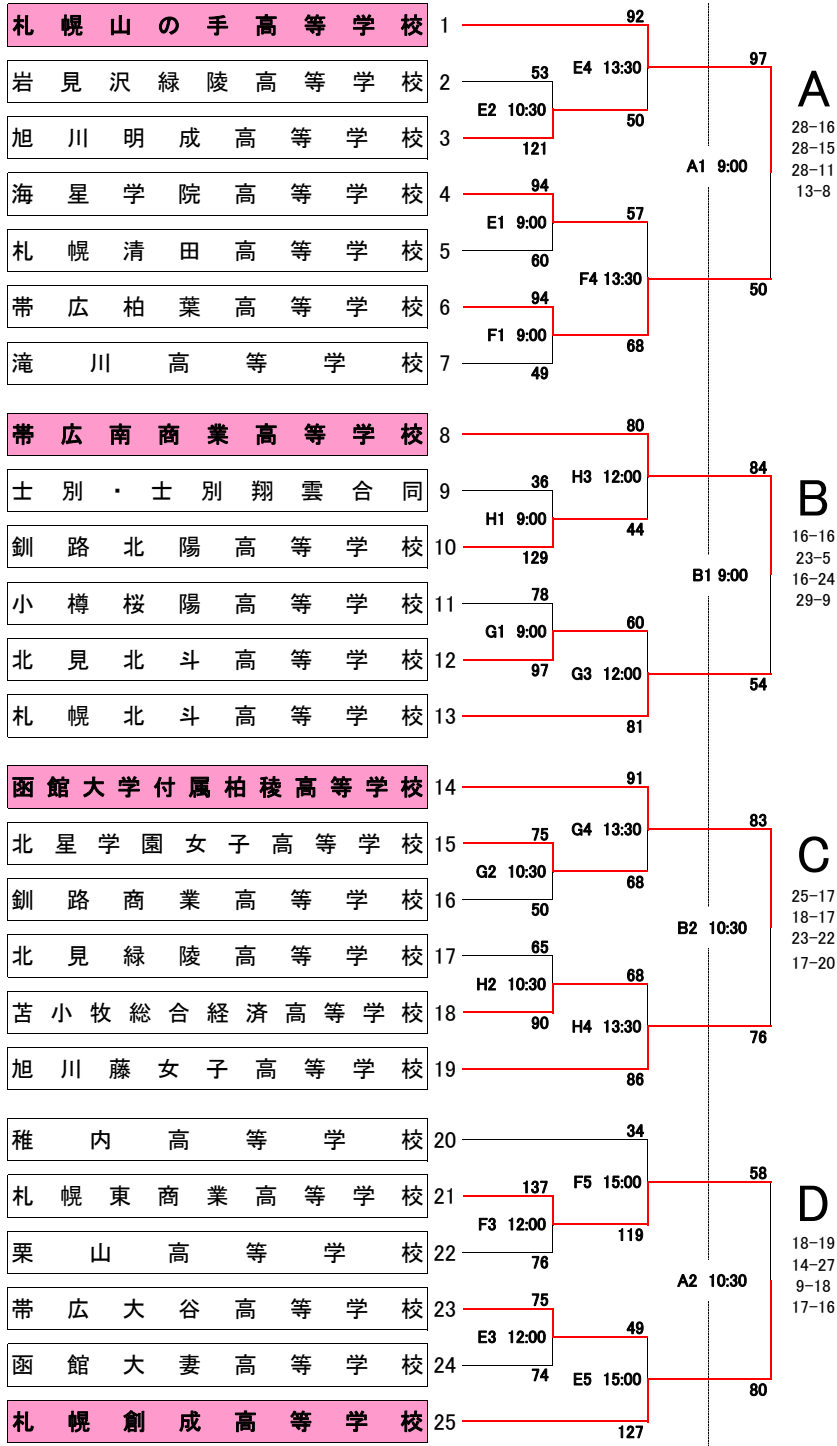 札幌山の手高等学校 1 92
E4 13:30 97
岩見沢緑陵高等学校 2 53
E2 10:30
旭川明成高等学校 3 121 50
A
28-16
28-15
28-11
13-8
A1 9:00
海星学院高等学校 4 94 57
E1 9:00
札幌清田高等学校 5 60
F4 13:30 50
帯広柏葉高等学校 6 94
F1 9:00 68
滝川高等学校 7 49
帯広南商業高等学校 8 80
H3 12:00 84
士別・士別翔雲合同 9 36
H1 9:00 44
釧路北陽高等学校 10 129
B
16-16
23-5
16-24
29-9
B1 9:00
小樽桜陽高等学校 11 78 60
G1 9:00
北見北斗高等学校 12 97
G3 12:00 54
札幌北斗高等学校 13 81
函館大学付属柏稜高等学校 14 91
G4 13:30 83
北星学園女子高等学校 15 75
G2 10:30 68
釧路商業高等学校 16 50
C
25-17
18-17
23-22
17-20
B2 10:30
北見緑陵高等学校 17 65 68
H2 10:30
苫小牧総合経済高等学校 18 90
H4 13:30 76
旭川藤女子高等学校 19 86
稚内高等学校 20 34
F5 15:00 58
札幌東商業高等学校 21 137
F3 12:00 119
栗山高等学校 22 76
D
18-19
14-27
9-18
17-16
A2 10:30
帯広大谷高等学校 23 75 49
E3 12:00
函館大妻高等学校 24 74
E5 15:00 80
札幌創成高等学校 25 127